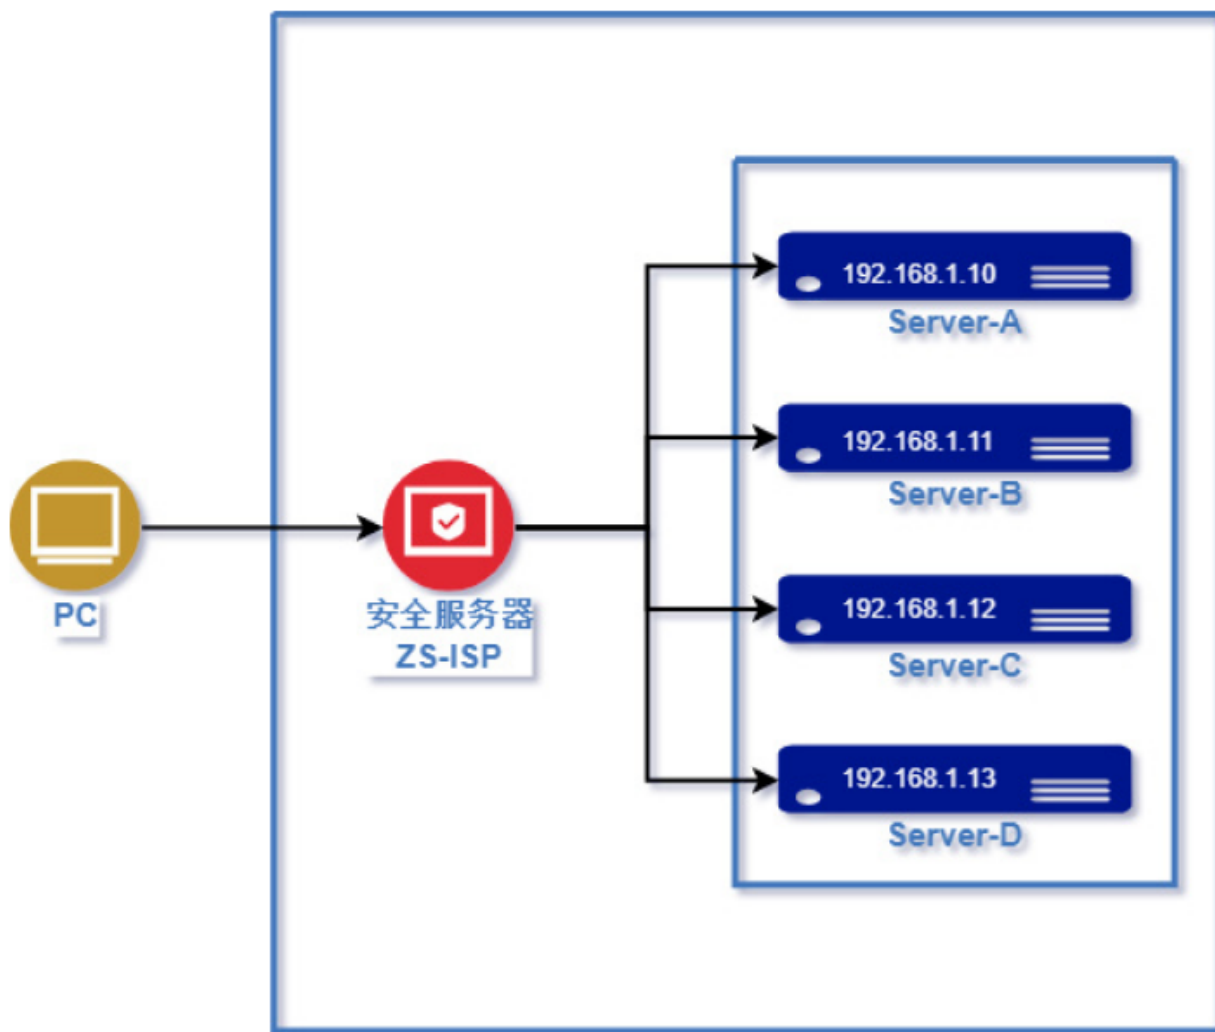 PC
安全服务器
ZS-ISP
192.168.1.10
Server-A
192.168.1.11
Server-B
192.168.1.12
Server-C
192.168.1.13
Server-D